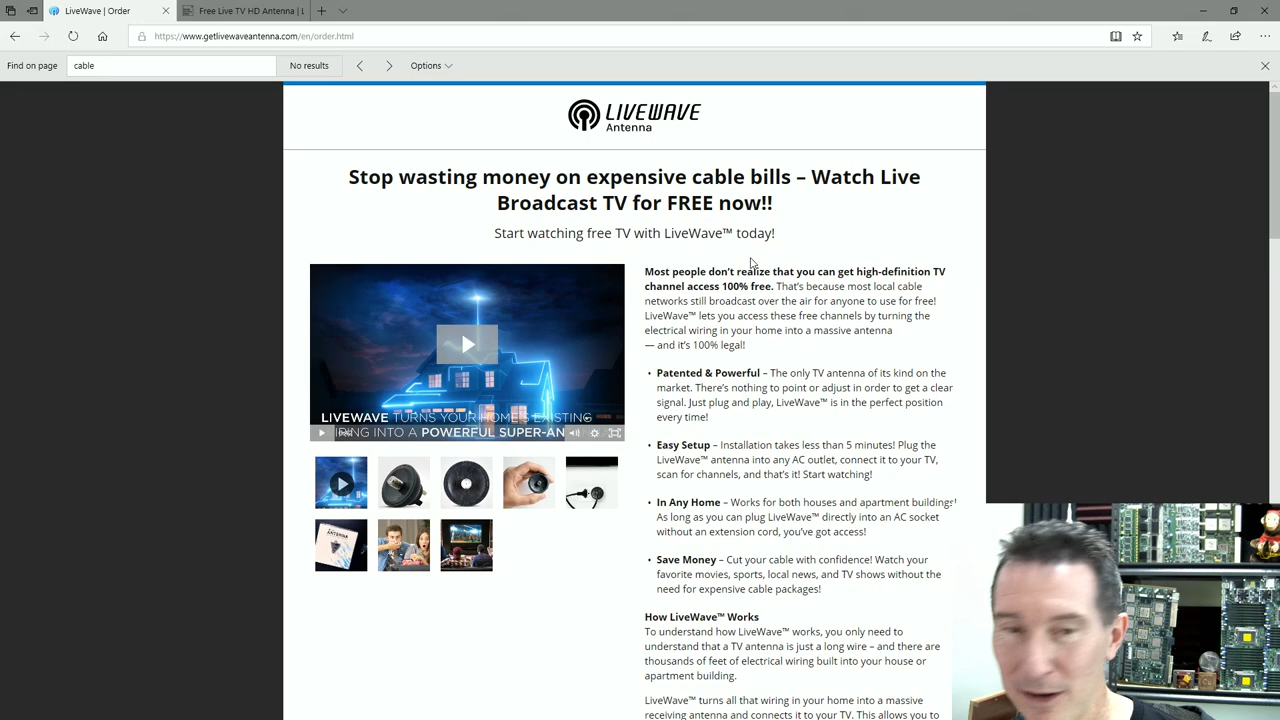 LiveWave | Order
Free Live TV HD Antenna |
https://www.getlivewaveantenna.com/en/order.html
Find on page
cable
No results
Options
LIVEWAVE
Antenna
Stop wasting money on expensive cable bills – Watch Live
Broadcast TV for FREE now!!
Start watching free TV with LiveWave™ today!
LIVEWAVE TURNS YOUR HOME'S EXISTING
RING INTO A POWERFUL SUPER-AN
ANTENNA
Most people don't realize that you can get high-definition TV
channel access 100% free. That's because most local cable
networks still broadcast over the air for anyone to use for free!
LiveWave™ lets you access these free channels by turning the
electrical wiring in your home into a massive antenna
— and it's 100% legal!
• Patented & Powerful – The only TV antenna of its kind on the
market. There's nothing to point or adjust in order to get a clear
signal. Just plug and play, LiveWave™ is in the perfect position
every time!
• Easy Setup – Installation takes less than 5 minutes! Plug the
LiveWave™ antenna into any AC outlet, connect it to your TV,
scan for channels, and that's it! Start watching!
• In Any Home – Works for both houses and apartment buildings!
As long as you can plug LiveWave™ directly into an AC socket
without an extension cord, you've got access!
• Save Money – Cut your cable with confidence! Watch your
favorite movies, sports, local news, and TV shows without the
need for expensive cable packages!
How LiveWave™ Works
To understand how LiveWave™ works, you only need to
understand that a TV antenna is just a long wire – and there are
thousands of feet of electrical wiring built into your house or
apartment building.
LiveWave™ turns all that wiring in your home into a massive
receiving antenna and connects it to your TV. This allows you to